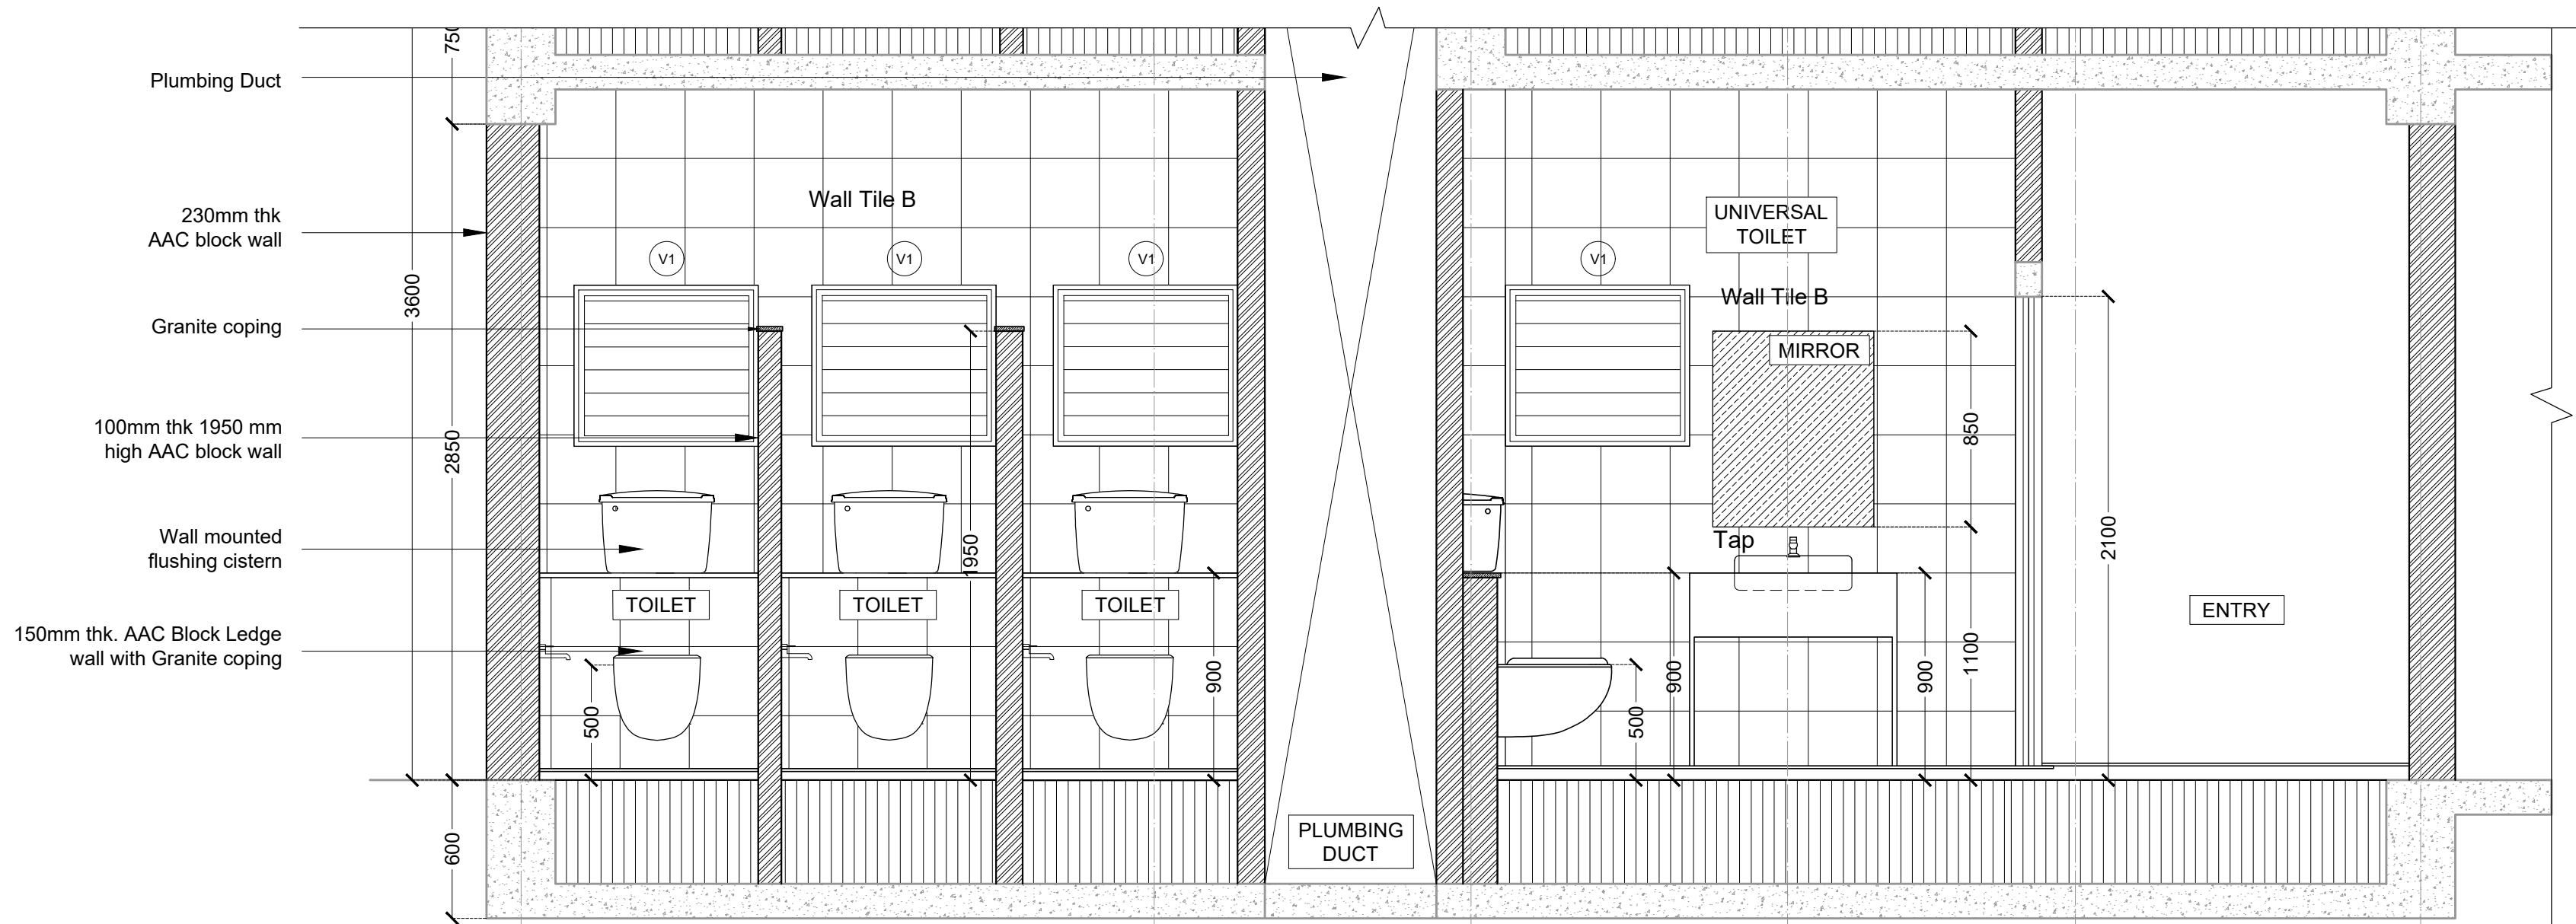 Plumbing Duct
230mm thk
AAC block wall
Granite coping
100mm thk 1950 mm
high AAC block wall
Wall mounted
flushing cistern
150mm thk. AAC Block Ledge
wall with Granite coping
3600
750
2850
600
Wall Tile B
V1
V1
V1
TOILET
TOILET
TOILET
500
1950
900
PLUMBING
DUCT
V1
UNIVERSAL
TOILET
Wall Tile B
MIRROR
Tap
500
900
900
850
1100
2100
ENTRY